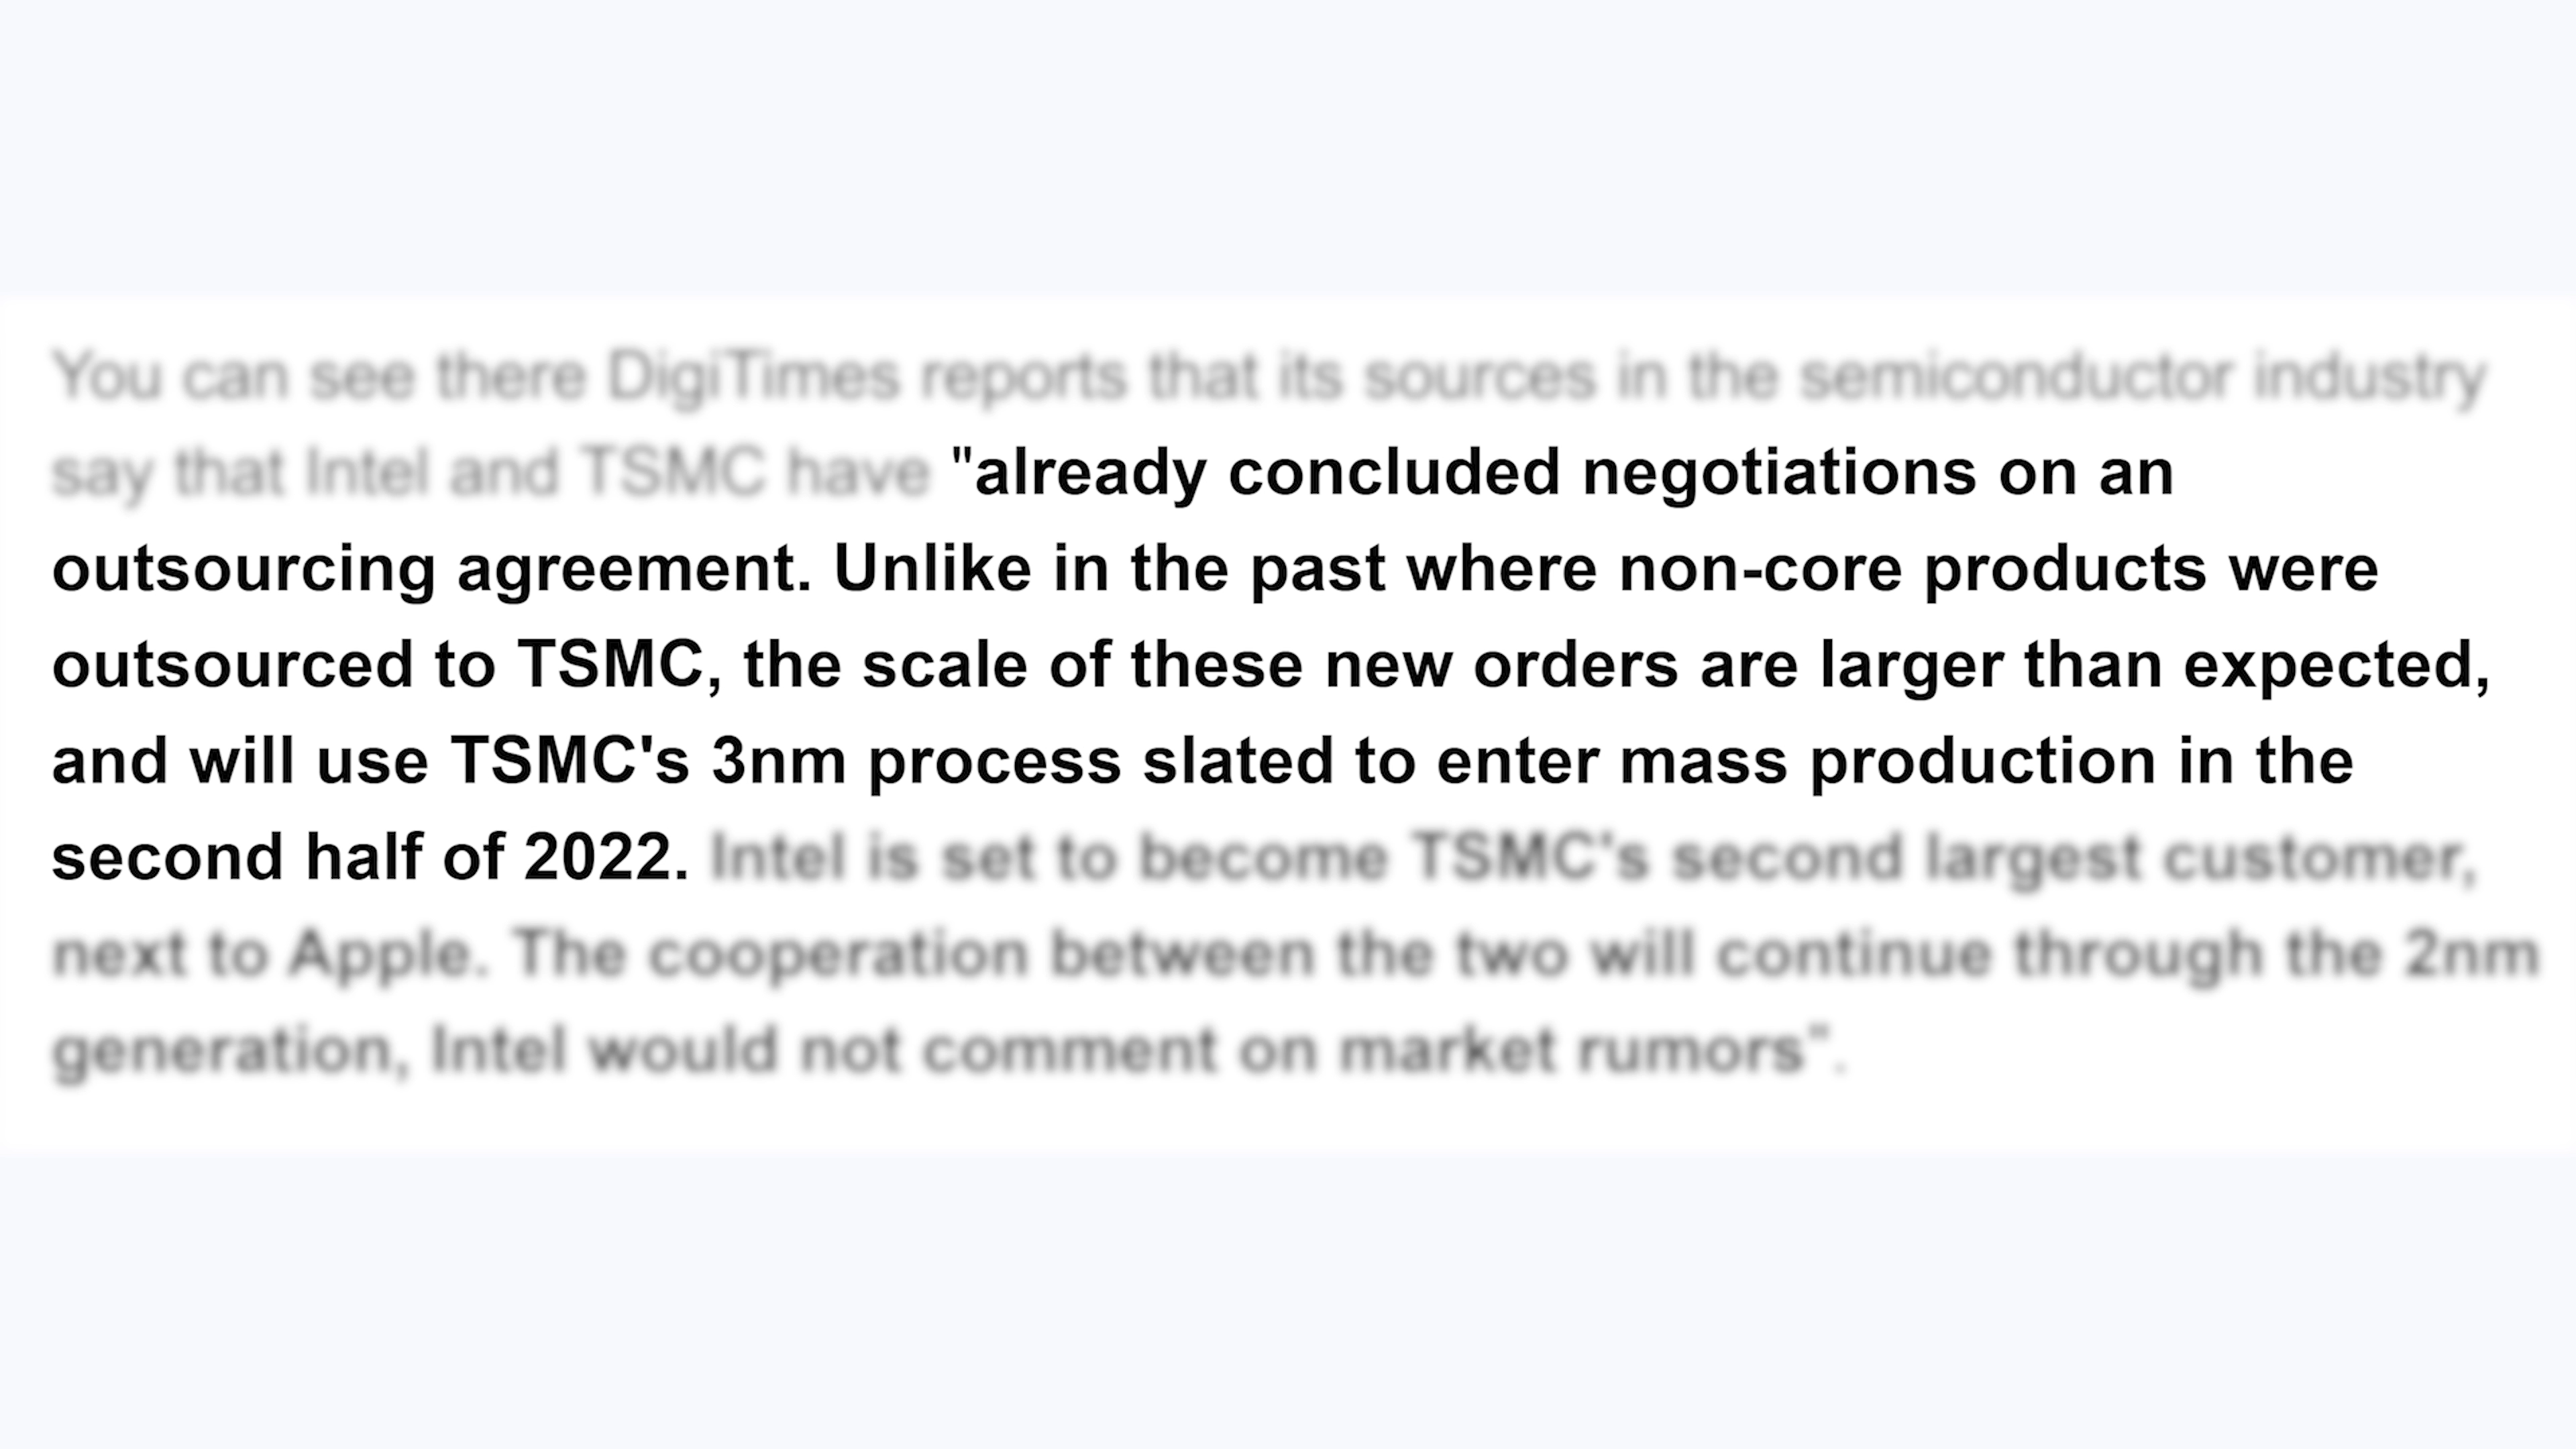 You can see there DigiTimes reports that its sources in the semiconductor industry
say that Intel and TSMC have "already concluded negotiations on an
outsourcing agreement. Unlike in the past where non-core products were
outsourced to TSMC, the scale of these new orders are larger than expected,
and will use TSMC's 3nm process slated to enter mass production in the
second half of 2022. Intel is set to become TSMC's second largest customer,
next to Apple. The cooperation between the two will continue through the 2nm
generation, Intel would not comment on market rumors".